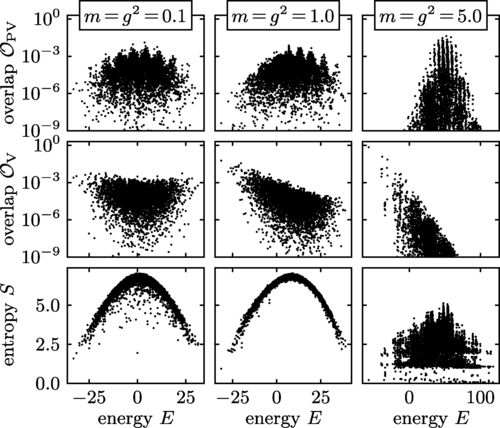 m = g² = 0.1
m = g² = 1.0
m = g² = 5.0
overlap 𝒪_PV
10⁰
10⁻³
10⁻⁶
10⁻⁹
overlap 𝒪_V
10⁰
10⁻³
10⁻⁶
10⁻⁹
entropy S
5.0
2.5
0.0
−25 0 25
−25 0 25
0 50 100
energy E
energy E
energy E